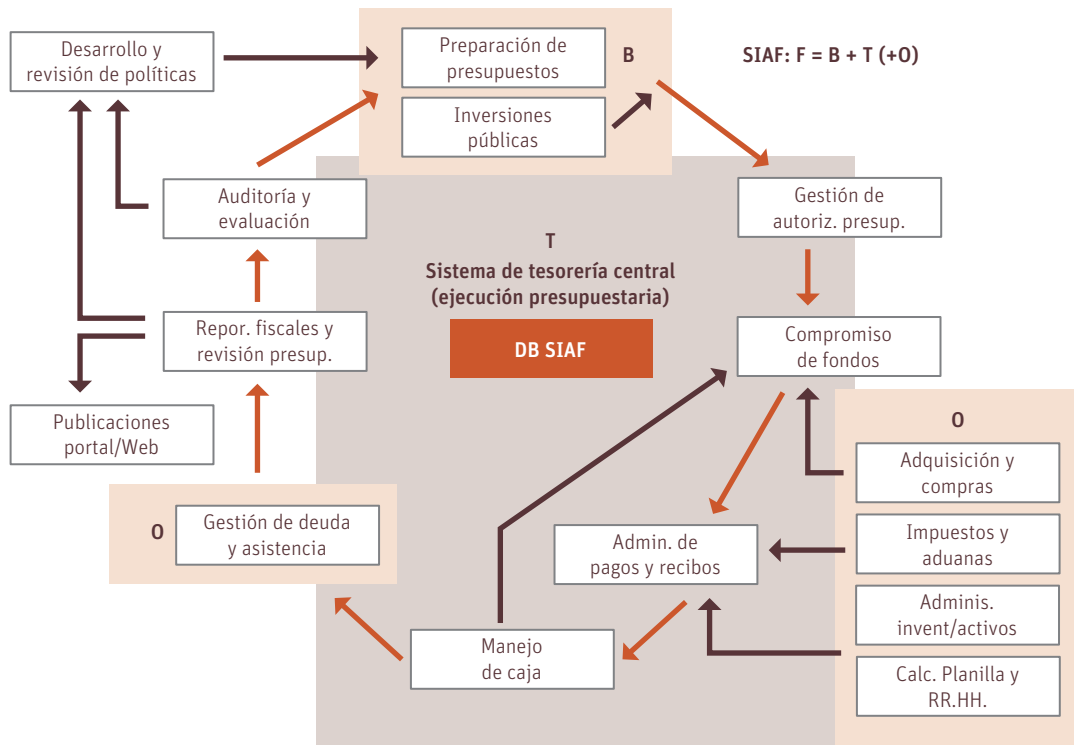 Desarrollo y
revisión de políticas
Preparación de
presupuestos
B
SIAF: F = B + T (+O)
Inversiones
públicas
Auditoría y
evaluación
Gestión de
autoriz. presup.
T
Sistema de tesorería central
(ejecución presupuestaria)
DB SIAF
Repor. fiscales y
revisión presup.
Compromiso
de fondos
Publicaciones
portal/Web
O
Adquisición y
compras
O
Gestión de deuda
y asistencia
Admin. de
pagos y recibos
Impuestos y
aduanas
Adminis.
invent/activos
Manejo
de caja
Calc. Planilla y
RR.HH.